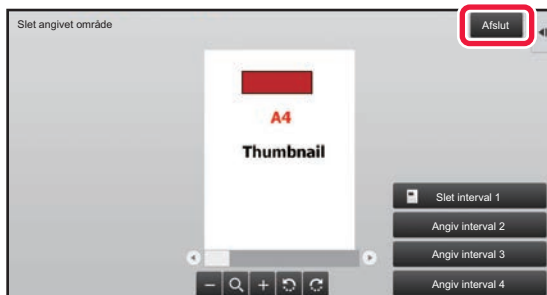 Slet angivet område
Afslut
A4
Thumbnail
Slet interval 1
Angiv interval 2
Angiv interval 3
Angiv interval 4